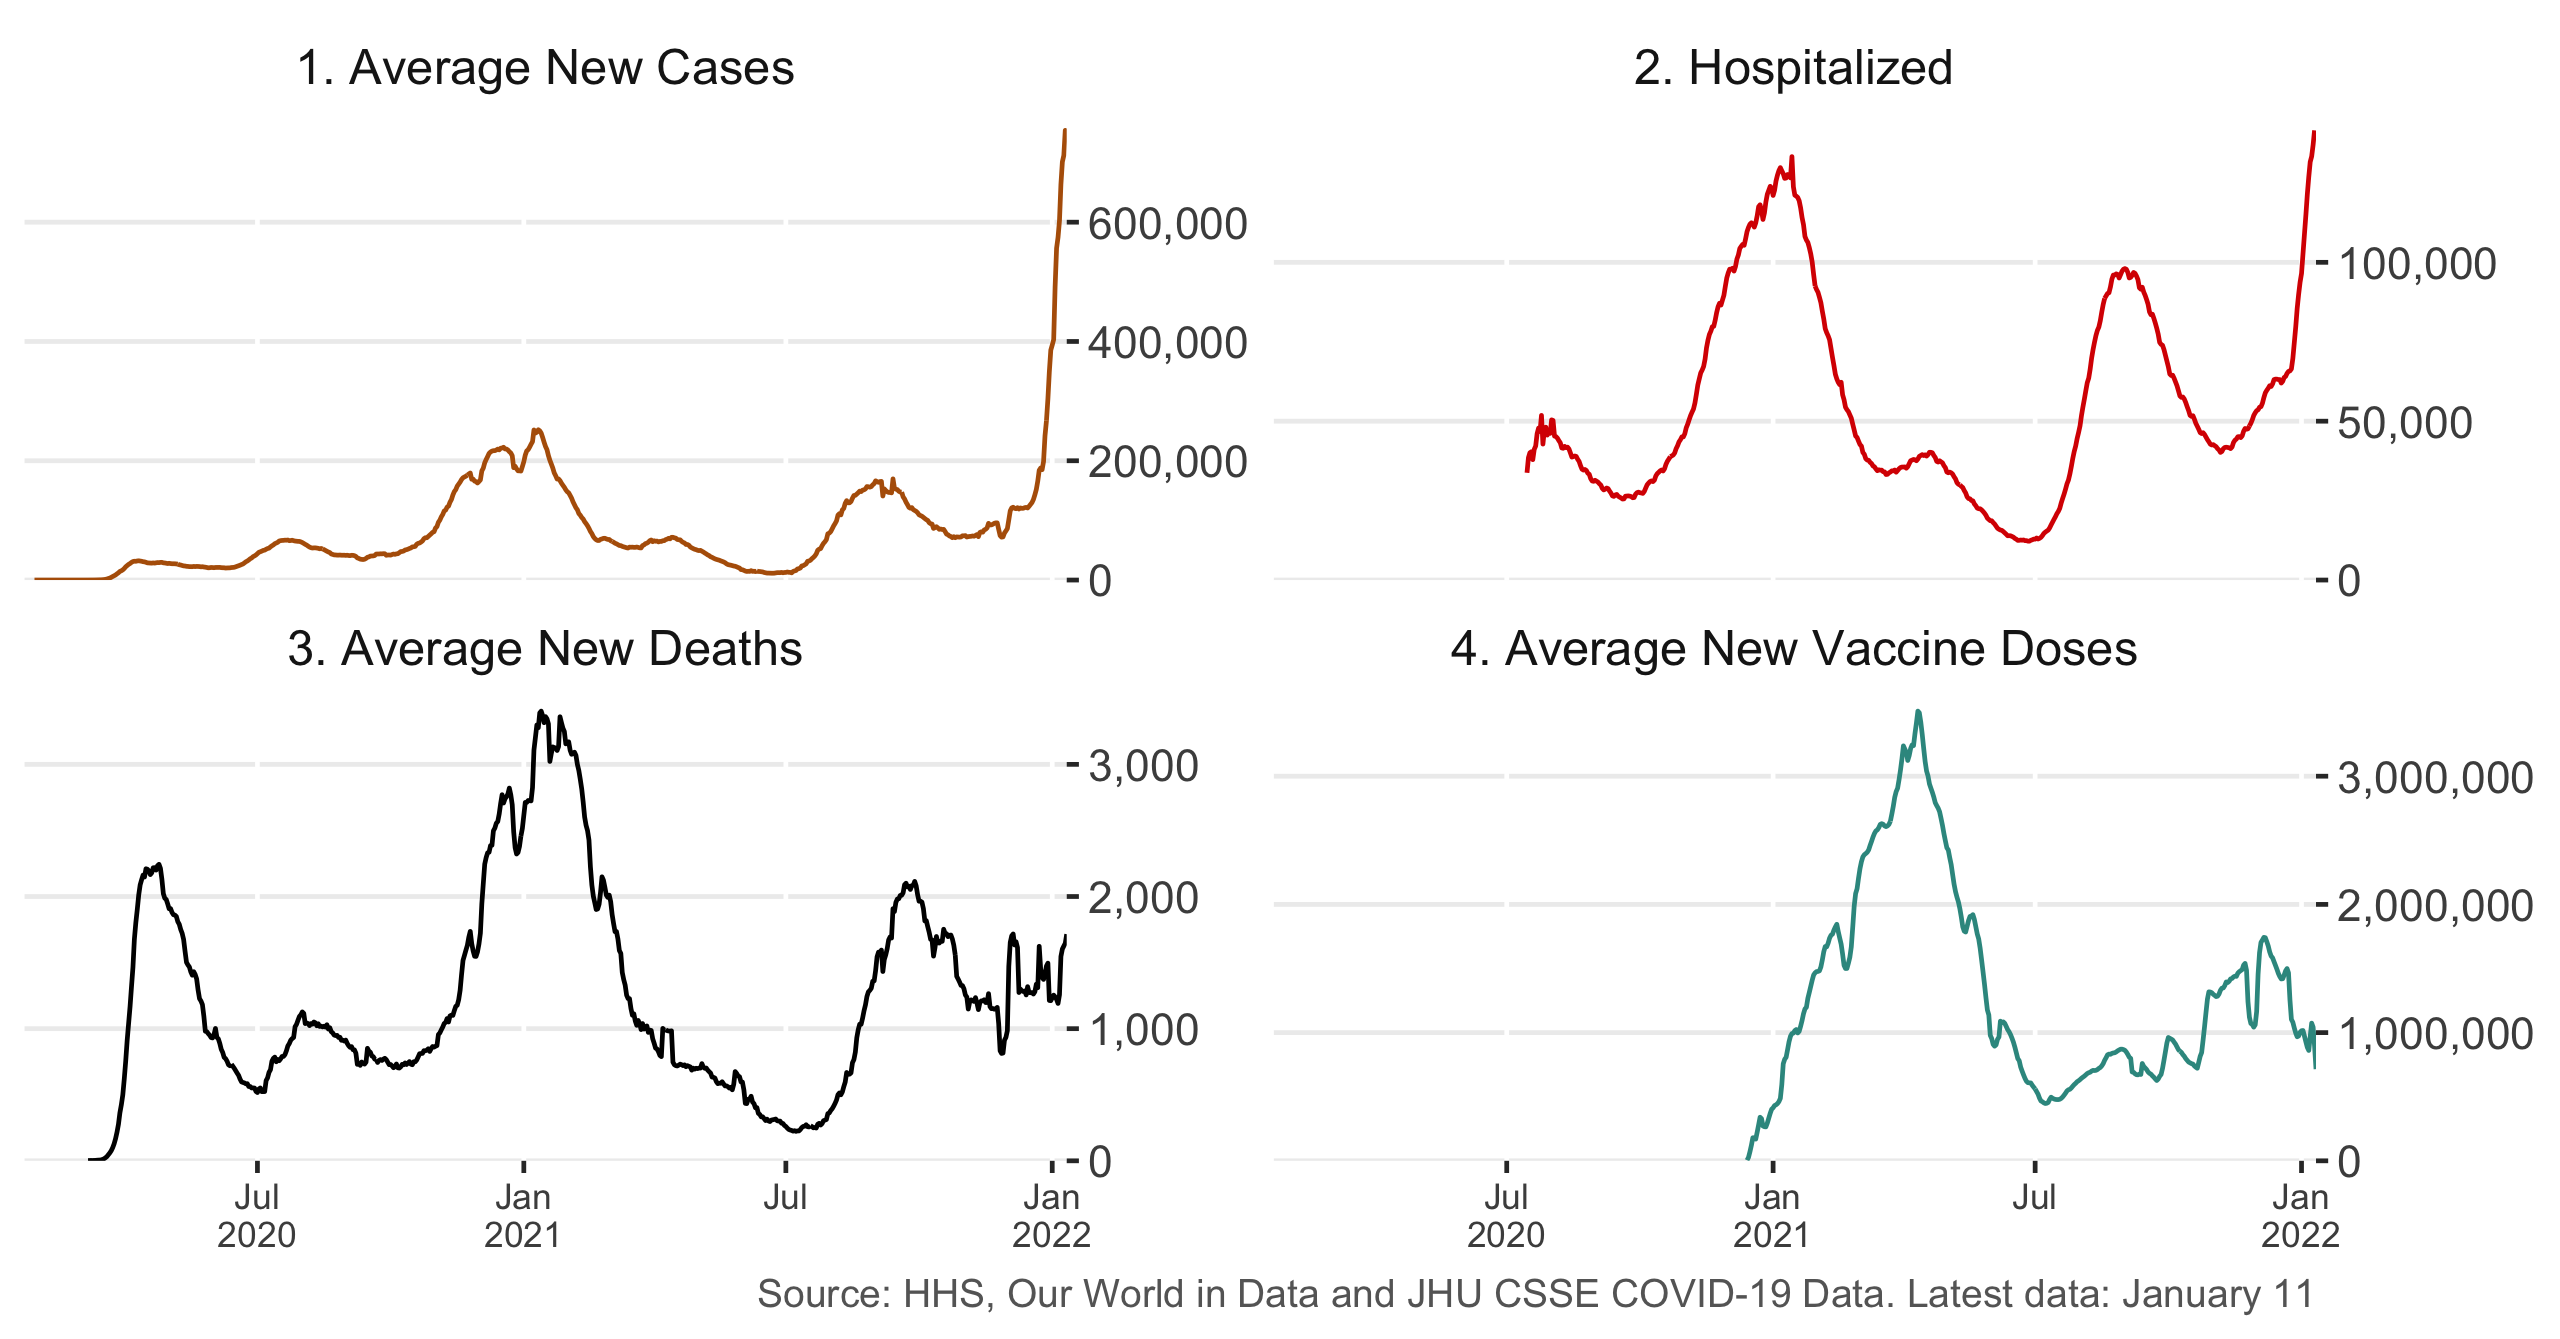 1. Average New Cases
600,000
400,000
200,000
0
2. Hospitalized
100,000
50,000
0
3. Average New Deaths
3,000
2,000
1,000
0
Jul
2020
Jan
2021
Jul
Jan
2022
4. Average New Vaccine Doses
3,000,000
2,000,000
1,000,000
0
Jul
2020
Jan
2021
Jul
Jan
2022
Source: HHS, Our World in Data and JHU CSSE COVID-19 Data. Latest data: January 11